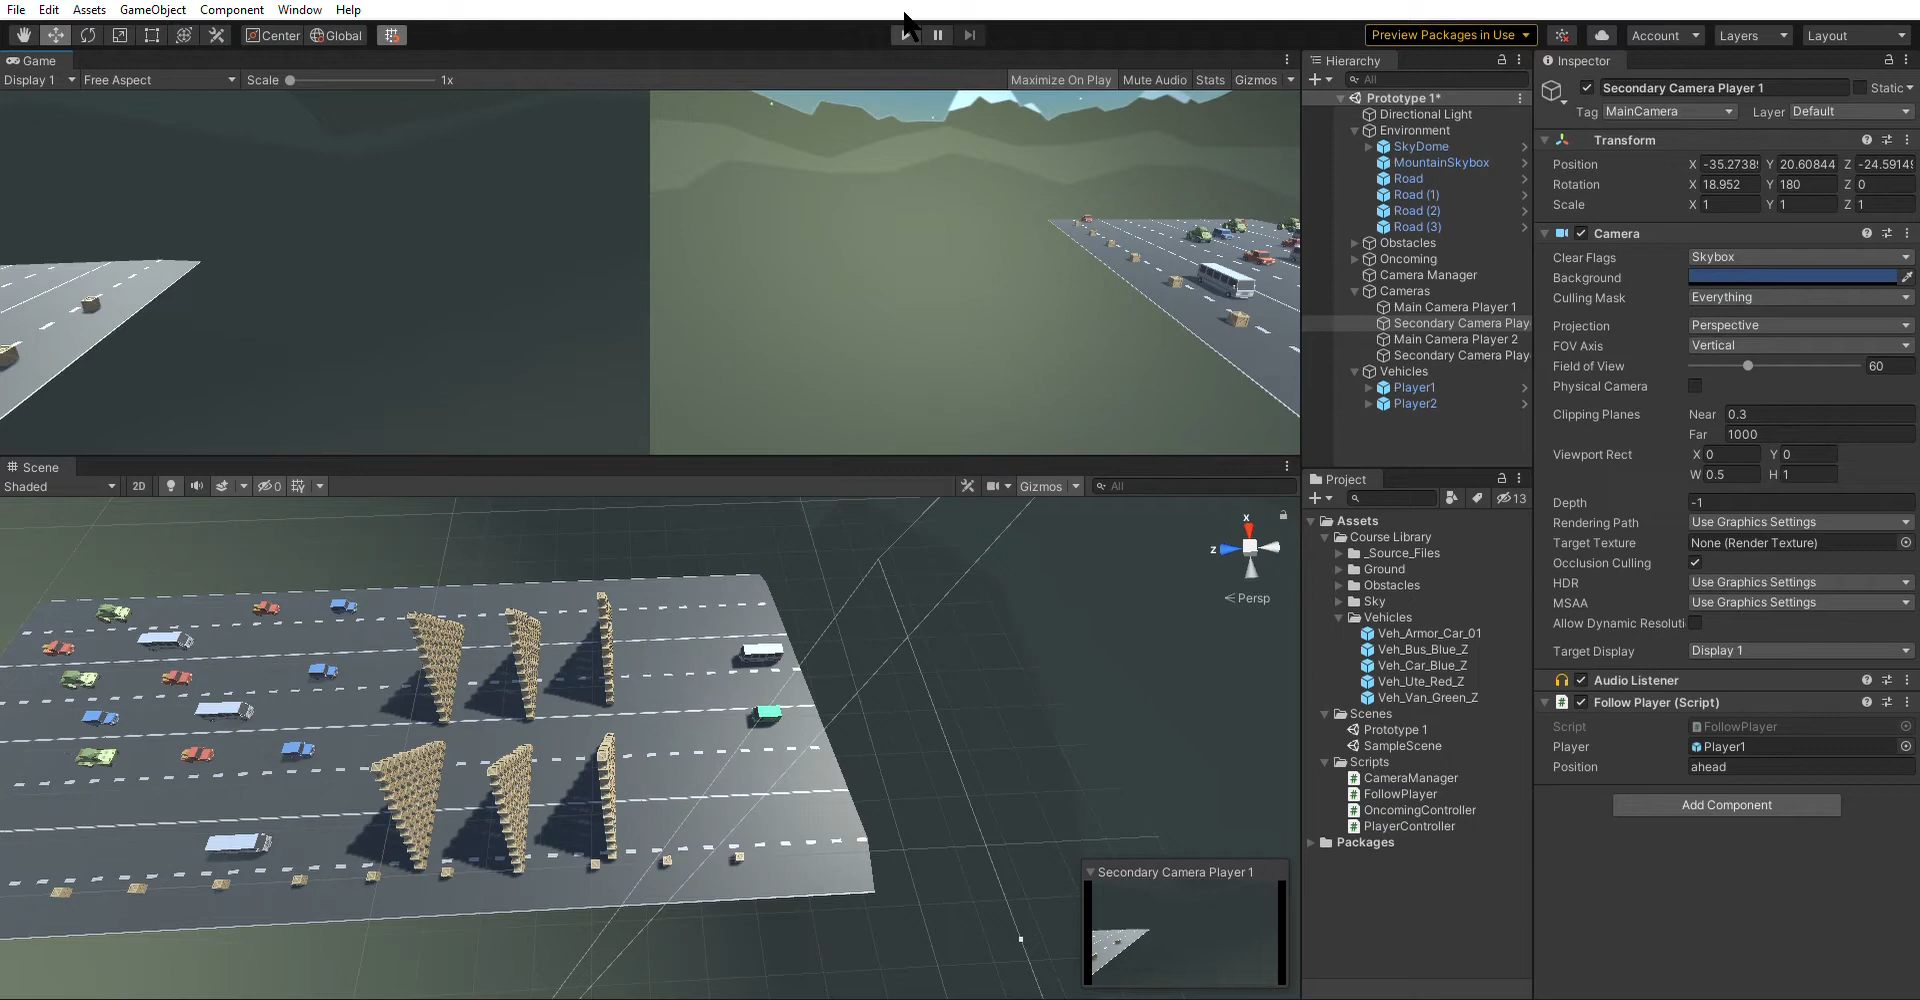 File Edit Assets GameObject Component Window Help
Center Global Preview Packages in Use Account Layers Layout
Game
Display 1 Free Aspect Scale 1x Maximize On Play Mute Audio Stats Gizmos
Scene
Shaded 2D 0 Gizmos All
x
z
Persp
Secondary Camera Player 1
Hierarchy
All
Prototype 1*
Directional Light
Environment
SkyDome
MountainSkybox
Road
Road (1)
Road (2)
Road (3)
Obstacles
Oncoming
Camera Manager
Cameras
Main Camera Player 1
Secondary Camera Play
Main Camera Player 2
Secondary Camera Play
Vehicles
Player1
Player2
Project
13
Assets
Course Library
_Source_Files
Ground
Obstacles
Sky
Vehicles
Veh_Armor_Car_01
Veh_Bus_Blue_Z
Veh_Car_Blue_Z
Veh_Ute_Red_Z
Veh_Van_Green_Z
Scenes
Prototype 1
SampleScene
Scripts
CameraManager
FollowPlayer
OncomingController
PlayerController
Packages
Inspector
Secondary Camera Player 1 Static
Tag MainCamera Layer Default
Transform
Position X -35.2738 Y 20.60844 Z -24.5914
Rotation X 18.952 Y 180 Z 0
Scale X 1 Y 1 Z 1
Camera
Clear Flags Skybox
Background
Culling Mask Everything
Projection Perspective
FOV Axis Vertical
Field of View 60
Physical Camera
Clipping Planes Near 0.3
Far 1000
Viewport Rect X 0 Y 0
W 0.5 H 1
Depth -1
Rendering Path Use Graphics Settings
Target Texture None (Render Texture)
Occlusion Culling
HDR Use Graphics Settings
MSAA Use Graphics Settings
Allow Dynamic Resoluti
Target Display Display 1
Audio Listener
Follow Player (Script)
Script FollowPlayer
Player Player1
Position ahead
Add Component